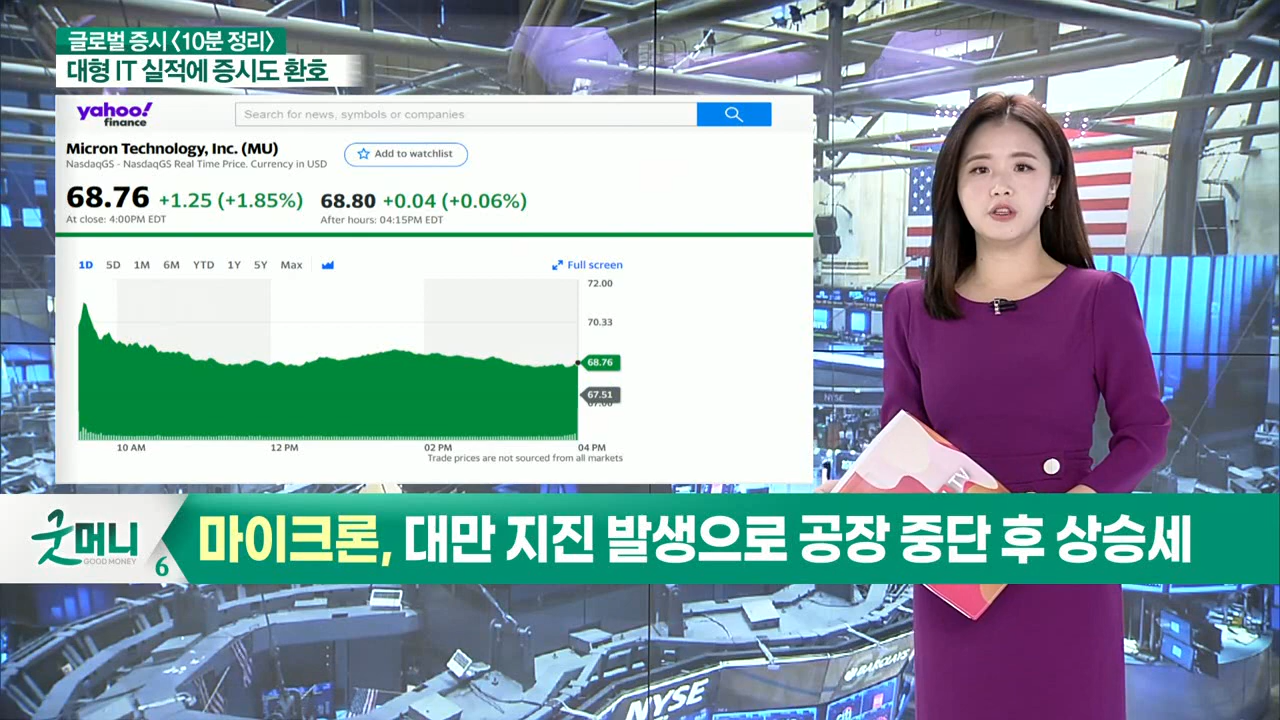 글로벌 증시 〈10분 정리〉
대형 IT 실적에 증시도 환호
yahoo!
finance
Search for news, symbols or companies
Micron Technology, Inc. (MU)
NasdaqGS - NasdaqGS Real Time Price. Currency in USD
Add to watchlist
68.76 +1.25 (+1.85%)
At close: 4:00PM EDT
68.80 +0.04 (+0.06%)
After hours: 04:15PM EDT
1D 5D 1M 6M YTD 1Y 5Y Max
Full screen
72.00
70.33
68.76
67.51
10 AM 12 PM 02 PM 04 PM
Trade prices are not sourced from all markets
굿머니
GOOD MONEY
6
마이크론, 대만 지진 발생으로 공장 중단 후 상승세
NYSE
NYSE
BARCLAYS